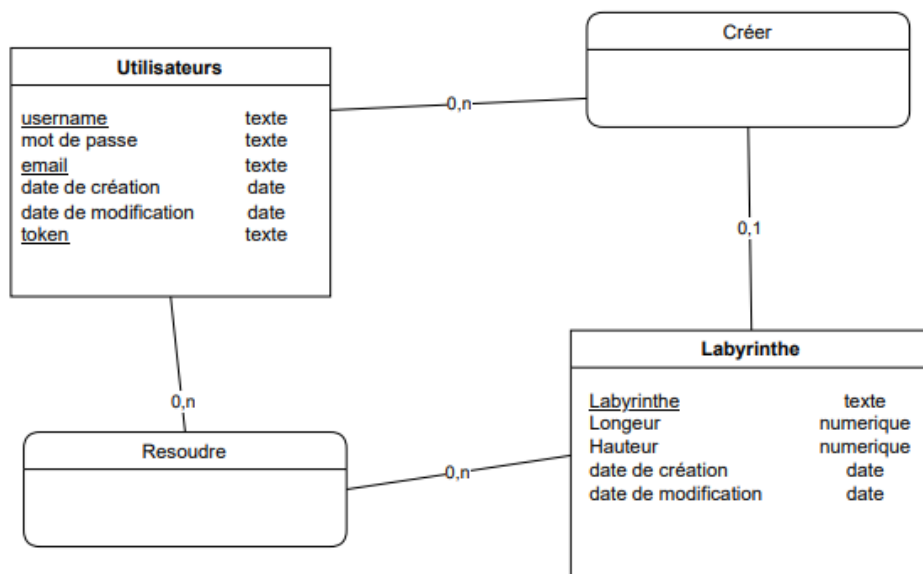 Créer
Utilisateurs
username texte
mot de passe texte
email texte
date de création date
date de modification date
token texte
0,n
0,1
Labyrinthe
Labyrinthe texte
Longeur numerique
Hauteur numerique
date de création date
date de modification date
0,n
Resoudre
0,n